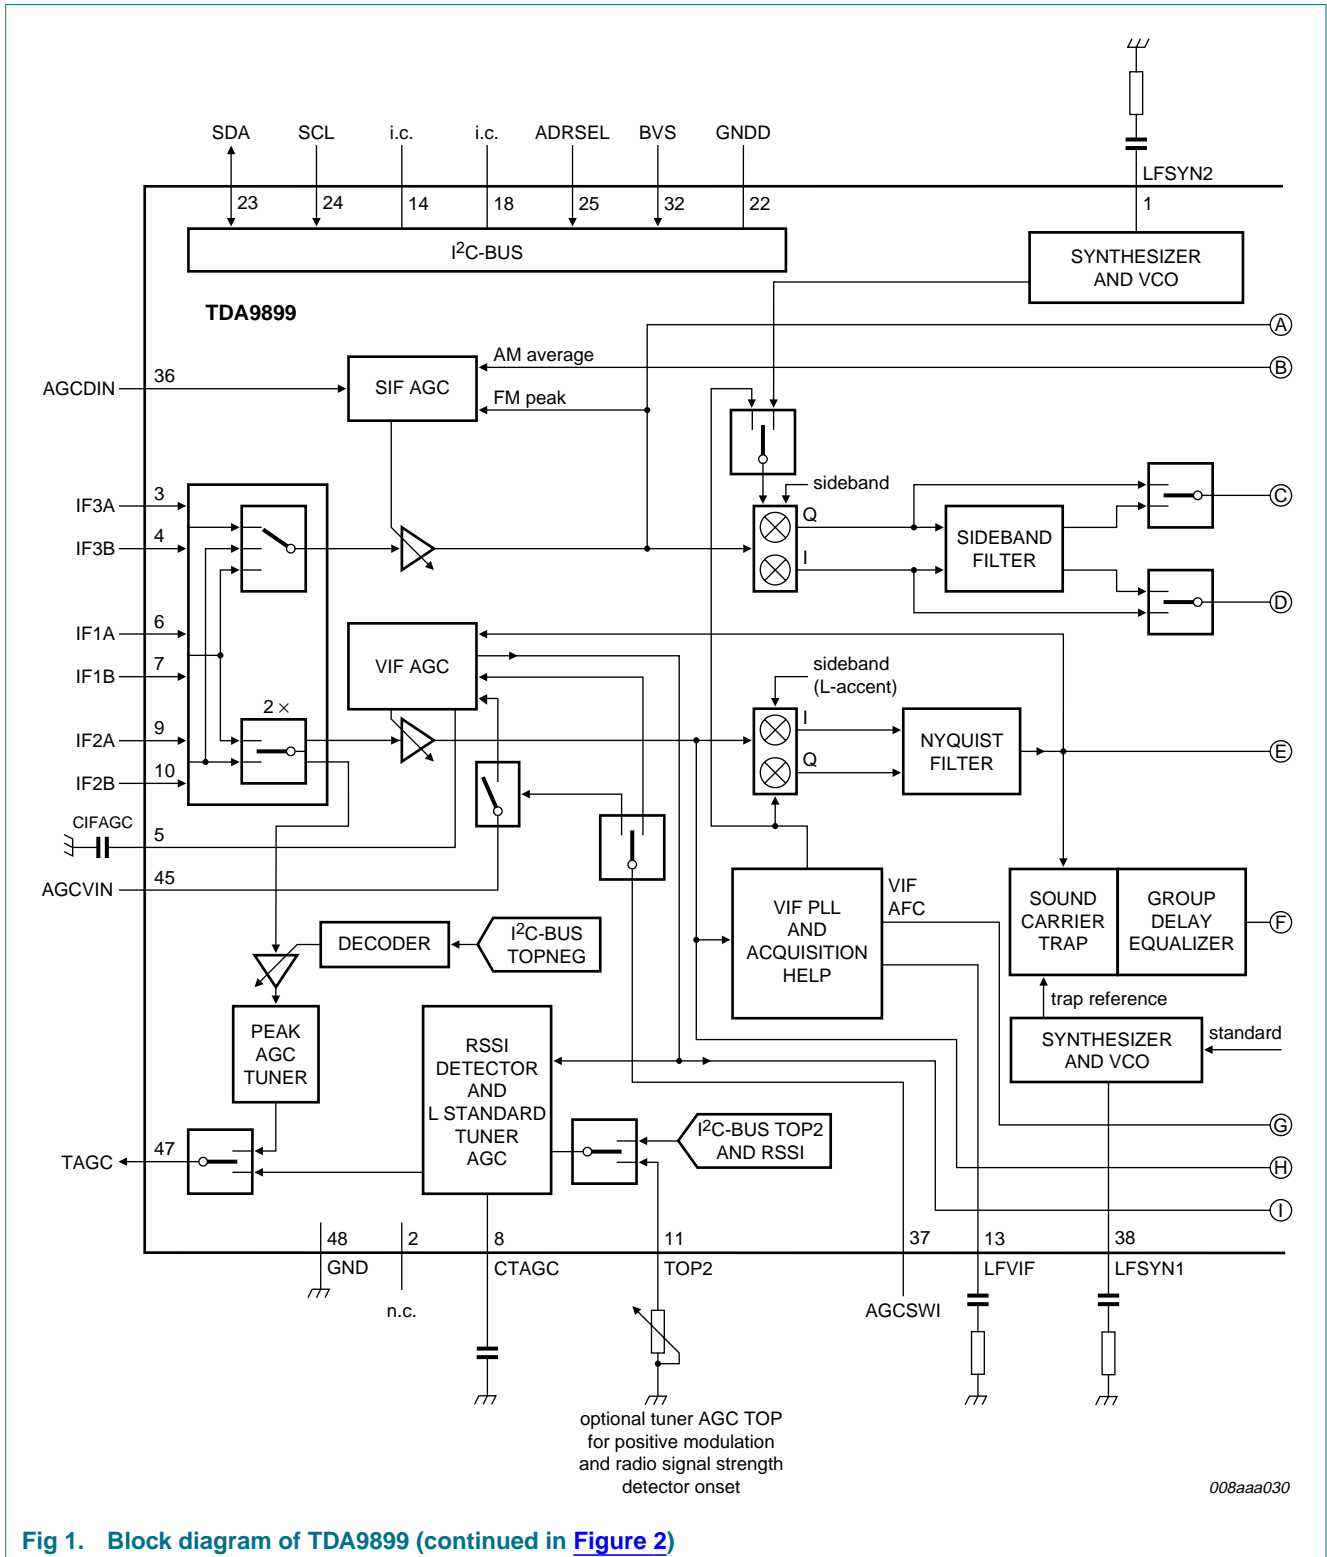 SDA SCL i.c. i.c. ADRSEL BVS GNDD
LFSYN2
23 24 14 18 25 32 22 1
I2C-BUS
SYNTHESIZER
AND VCO
TDA9899
A
AM average
B
36
AGCDIN
SIF AGC
FM peak
sideband
3
IF3A
C
Q
4
IF3B
SIDEBAND
FILTER
I
D
6
IF1A
7
IF1B
VIF AGC
sideband
(L-accent)
2 ×
9
IF2A
I
NYQUIST
FILTER
E
10
IF2B
Q
CIFAGC
5
45
AGCVIN
VIF
AFC
VIF PLL
AND
ACQUISITION
HELP
SOUND
CARRIER
TRAP
GROUP
DELAY
EQUALIZER
F
DECODER
I2C-BUS
TOPNEG
trap reference
PEAK
AGC
TUNER
RSSI
DETECTOR
AND
L STANDARD
TUNER
AGC
SYNTHESIZER
AND VCO
standard
I2C-BUS TOP2
AND RSSI
G
47
TAGC
H
I
48 2 8 11 37 13 38
GND CTAGC TOP2 LFVIF LFSYN1
n.c. AGCSWI
optional tuner AGC TOP
for positive modulation
and radio signal strength
detector onset
008aaa030
Fig 1. Block diagram of TDA9899 (continued in Figure 2)